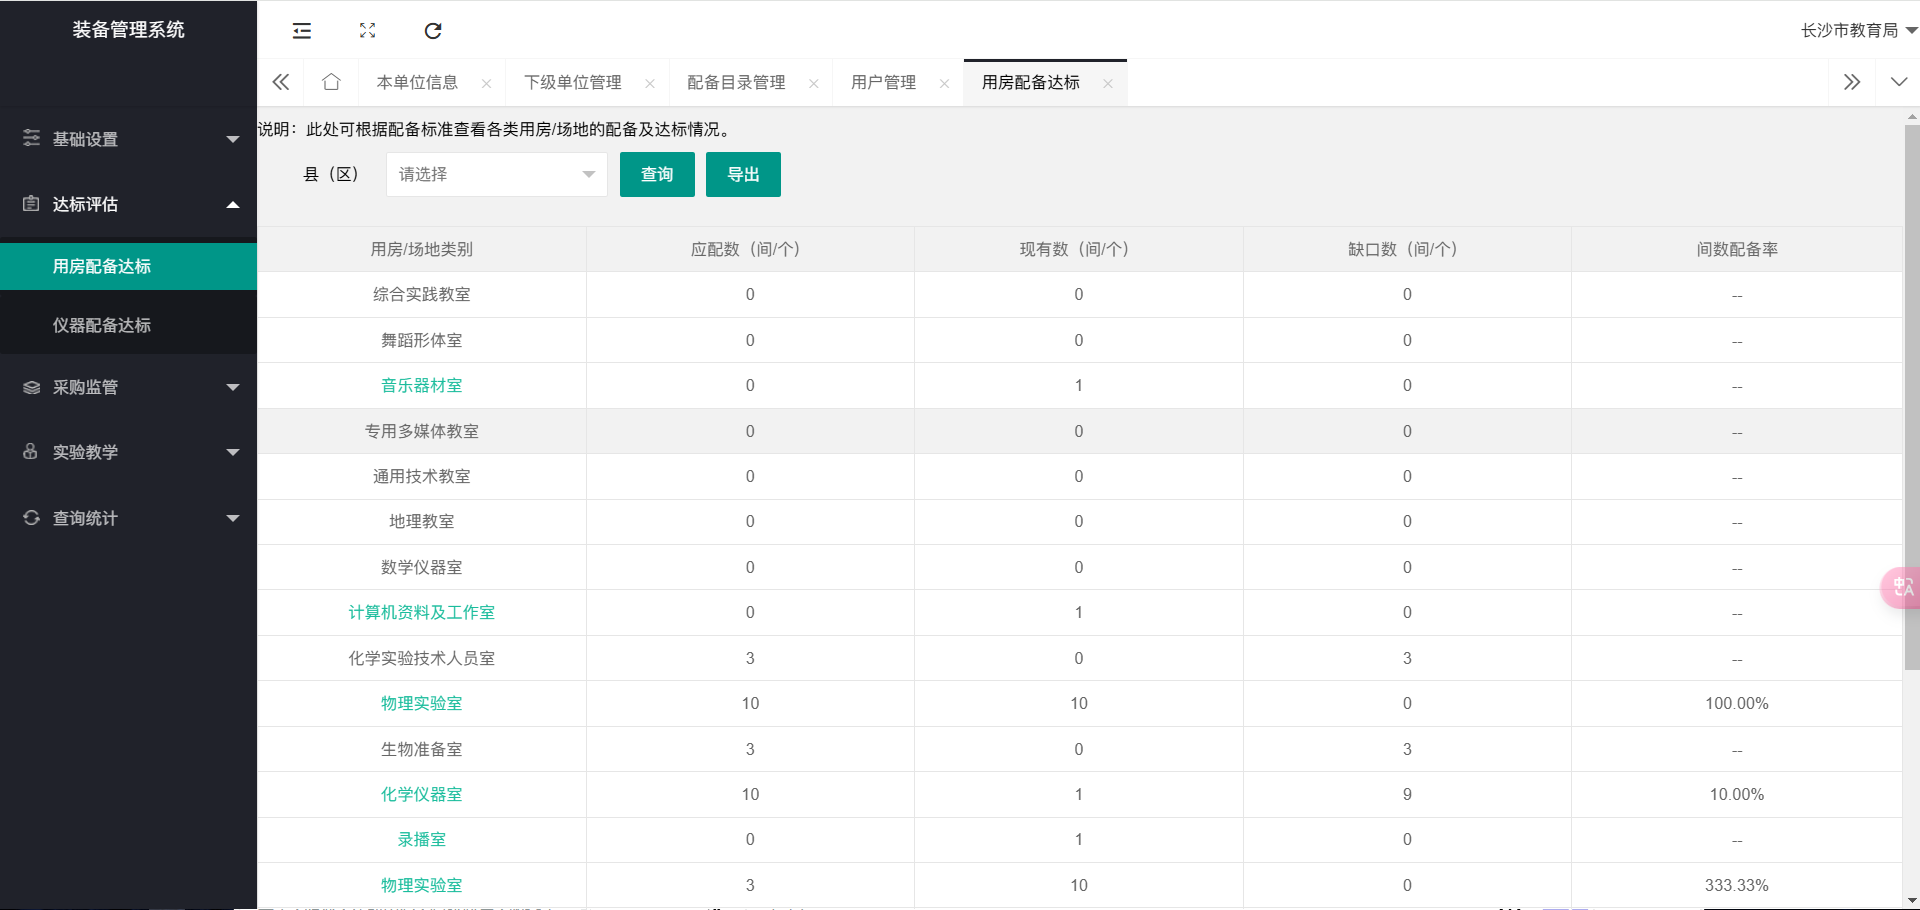 装备管理系统
长沙市教育局
本单位信息
下级单位管理
配备目录管理
用户管理
用房配备达标
基础设置
达标评估
用房配备达标
仪器配备达标
采购监管
实验教学
查询统计
说明：此处可根据配备标准查看各类用房/场地的配备及达标情况。
县（区） 请选择 查询 导出
用房/场地类别 应配数（间/个） 现有数（间/个） 缺口数（间/个） 间数配备率
综合实践教室 0 0 0 --
舞蹈形体室 0 0 0 --
音乐器材室 0 1 0 --
专用多媒体教室 0 0 0 --
通用技术教室 0 0 0 --
地理教室 0 0 0 --
数学仪器室 0 0 0 --
计算机资料及工作室 0 1 0 --
化学实验技术人员室 3 0 3 --
物理实验室 10 10 0 100.00%
生物准备室 3 0 3 --
化学仪器室 10 1 9 10.00%
录播室 0 1 0 --
物理实验室 3 10 0 333.33%